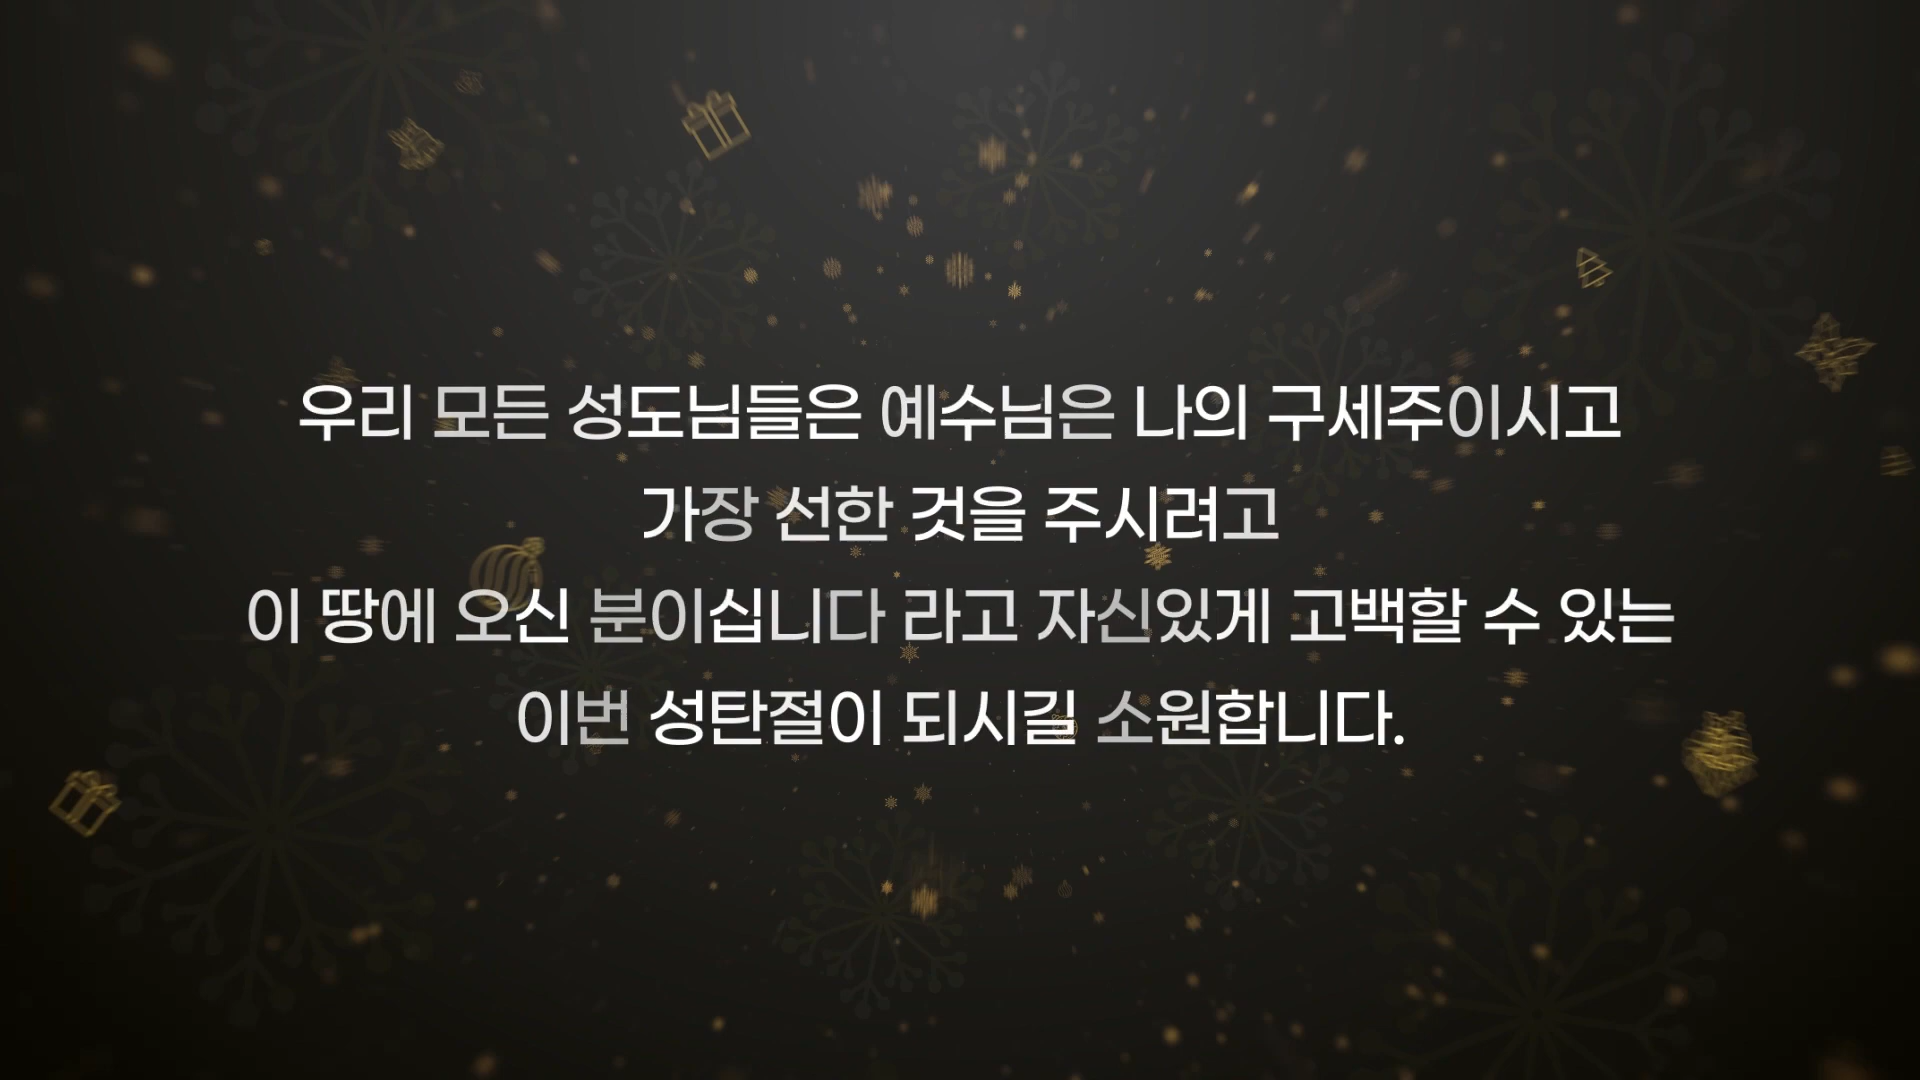 우리 모든 성도님들은 예수님은 나의 구세주이시고
가장 선한 것을 주시려고
이 땅에 오신 분이십니다 라고 자신있게 고백할 수 있는
이번 성탄절이 되시길 소원합니다.